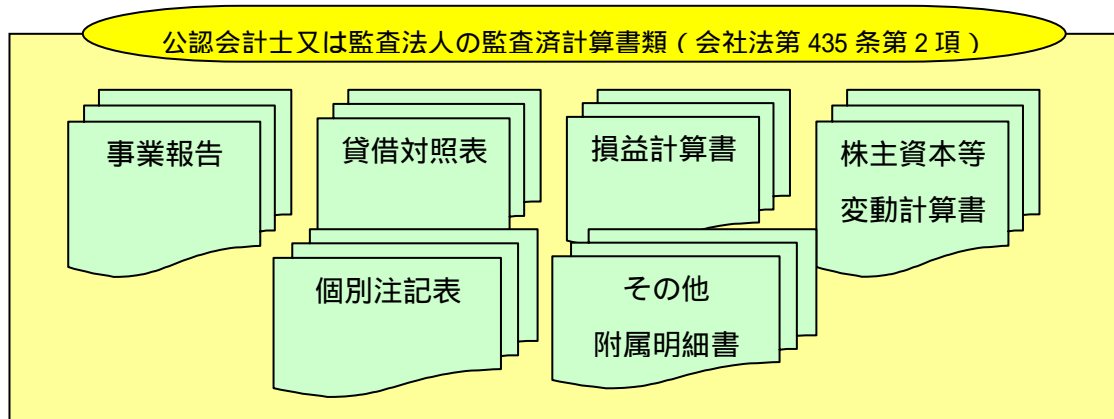 公認会計士又は監査法人の監査済計算書類（会社法第 435 条第 2 項）
事業報告
貸借対照表
損益計算書
株主資本等
変動計算書
個別注記表
その他
附属明細書